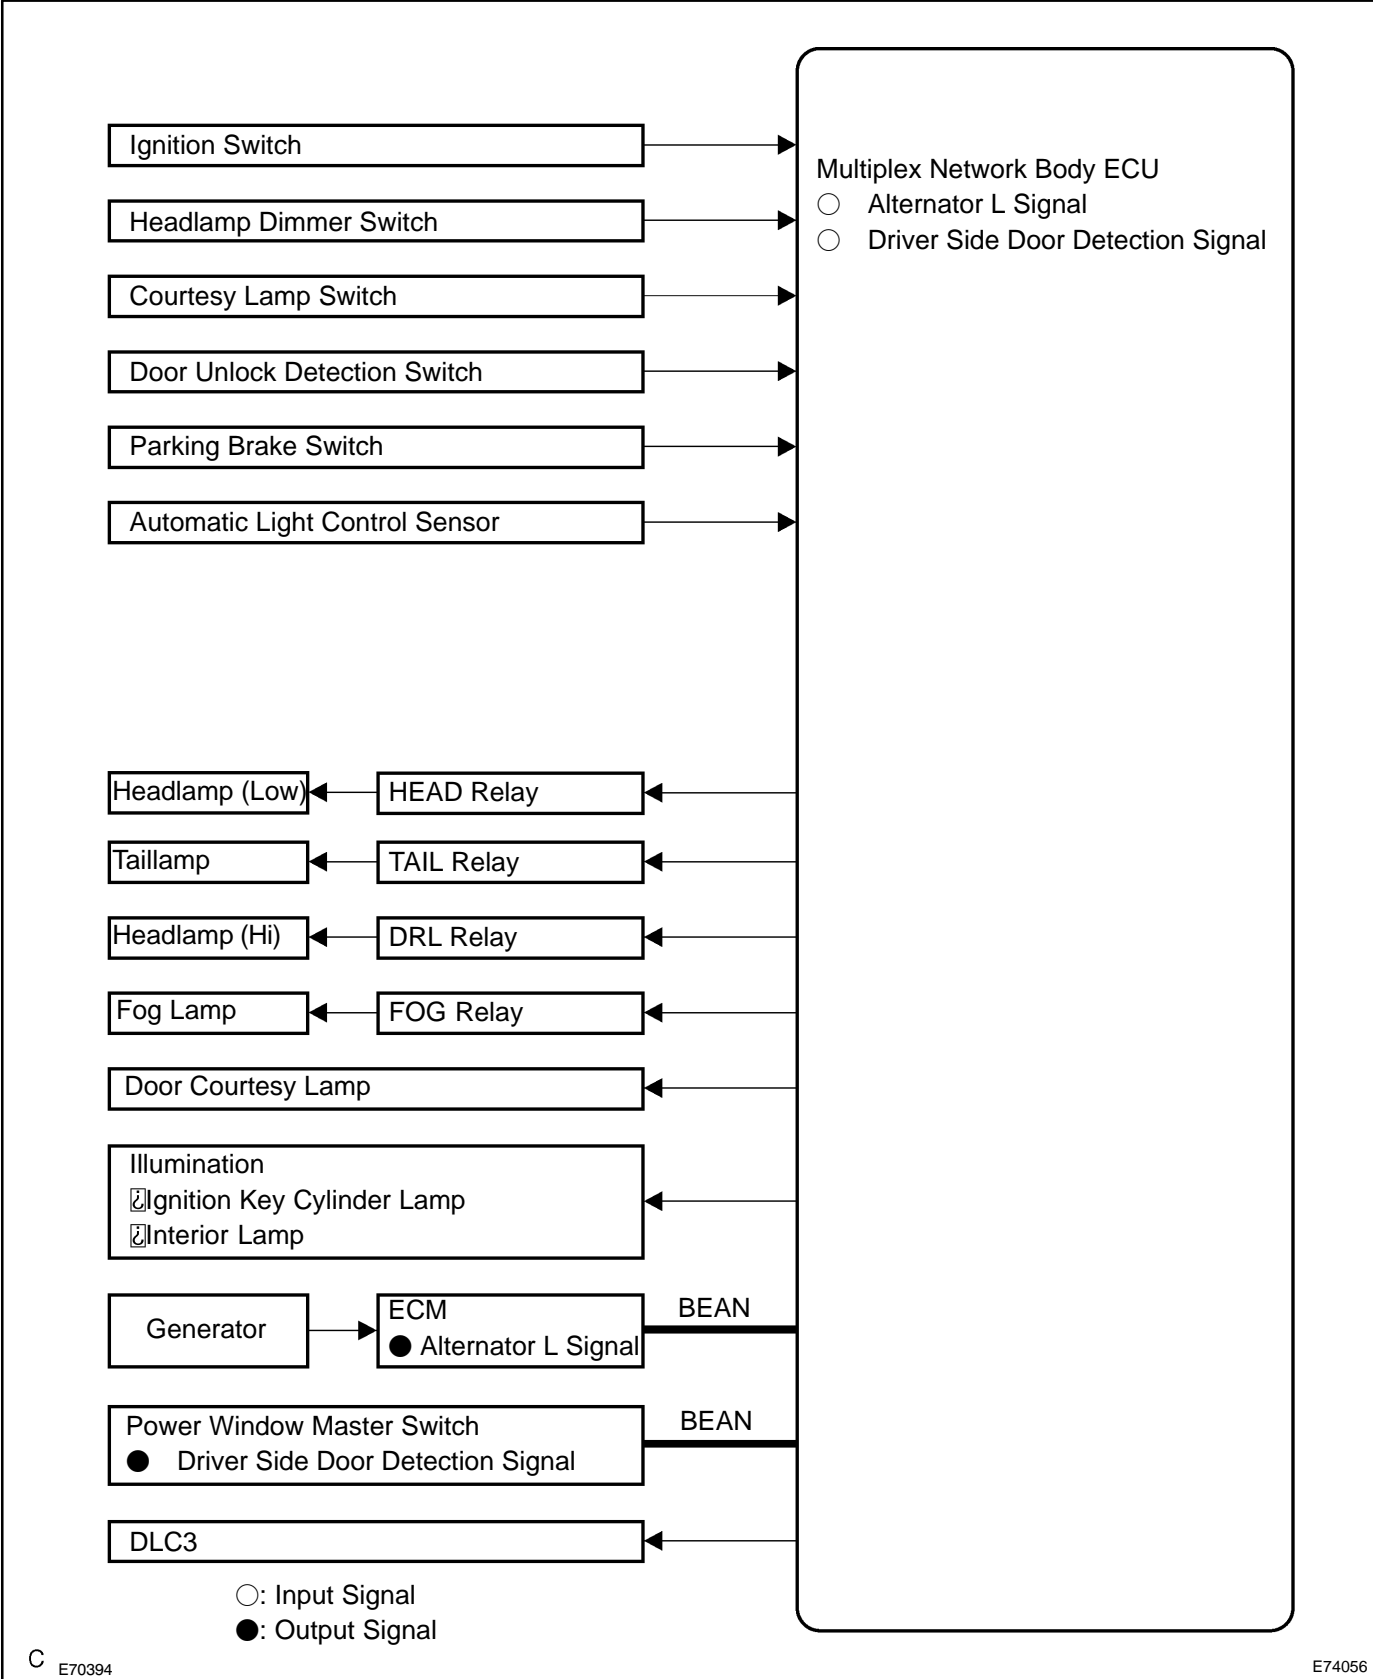 Ignition Switch
Headlamp Dimmer Switch
Courtesy Lamp Switch
Door Unlock Detection Switch
Parking Brake Switch
Automatic Light Control Sensor
Multiplex Network Body ECU
○ Alternator L Signal
○ Driver Side Door Detection Signal
Headlamp (Low)
HEAD Relay
Taillamp
TAIL Relay
Headlamp (Hi)
DRL Relay
Fog Lamp
FOG Relay
Door Courtesy Lamp
Illumination
¿Ignition Key Cylinder Lamp
¿Interior Lamp
Generator
ECM
● Alternator L Signal
BEAN
Power Window Master Switch
● Driver Side Door Detection Signal
BEAN
DLC3
○: Input Signal
●: Output Signal
C E70394
E74056